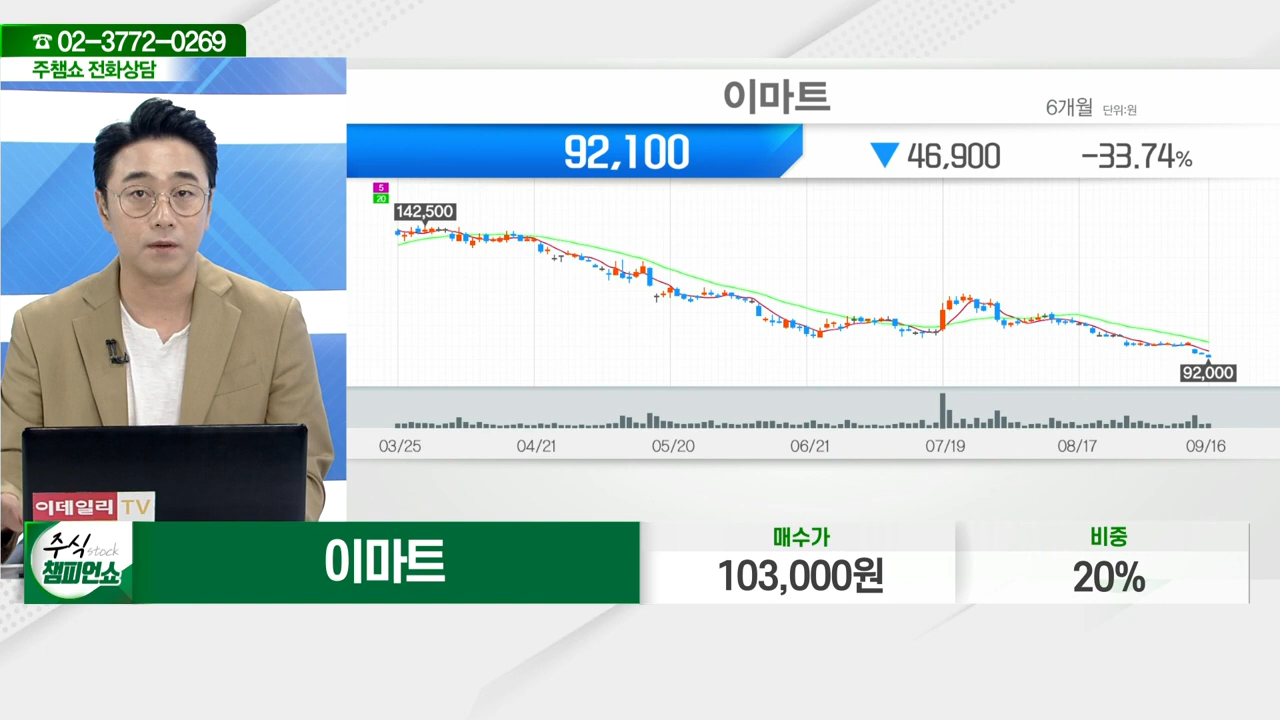 ☎ 02-3772-0269
주챔쇼 전화상담
이마트
6개월 단위:원
92,100
▼ 46,900
-33.74%
5
20
142,500
92,000
03/25 04/21 05/20 06/21 07/19 08/17 09/16
이데일리 TV
주식 stock
챔피언쇼
이마트
매수가
103,000원
비중
20%